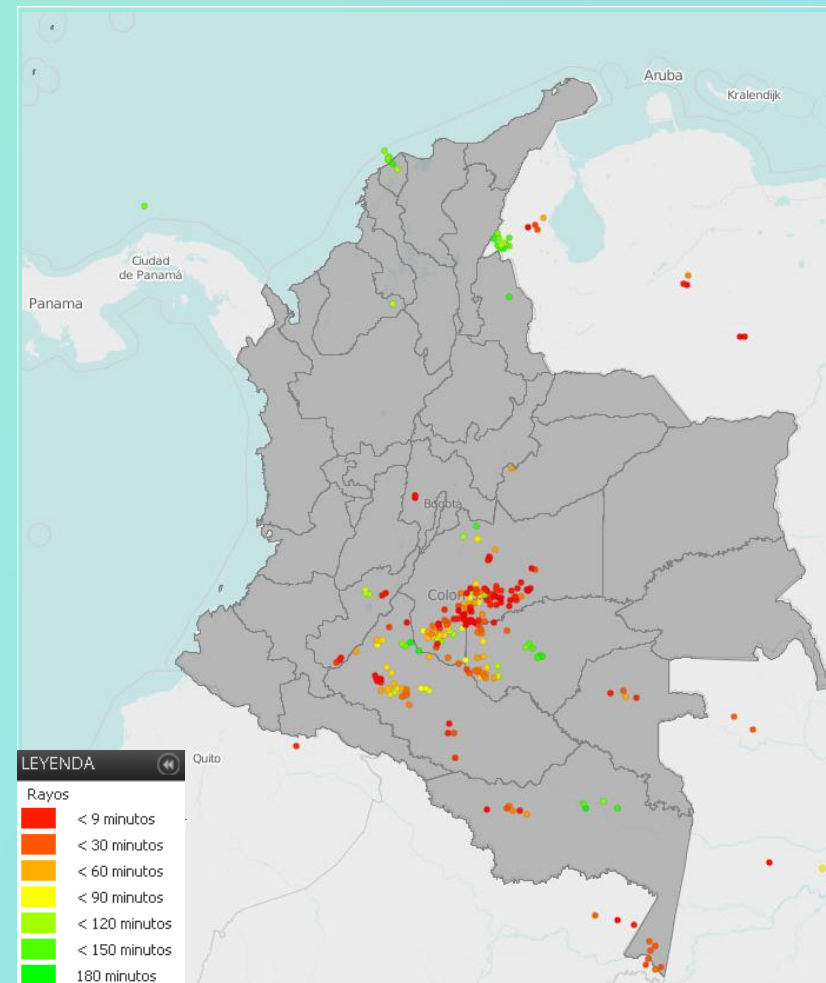 Aruba
Kralendijk
Ciudad
de Panamá
Panama
Bogotá
Colom
Quito
LEYENDA
Rayos
< 9 minutos
< 30 minutos
< 60 minutos
< 90 minutos
< 120 minutos
< 150 minutos
180 minutos